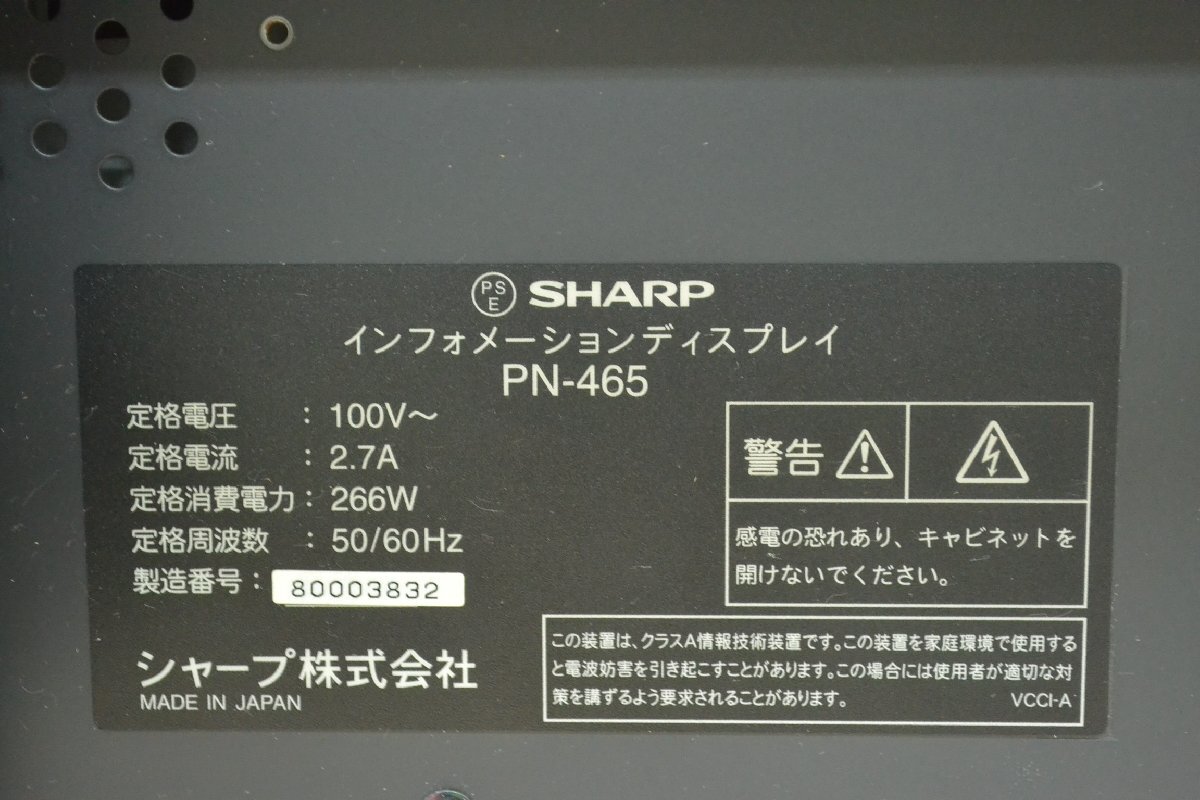 PS
E
SHARP
インフォメーションディスプレイ
PN-465
定格電圧 : 100V～
定格電流 : 2.7A
定格消費電力 : 266W
定格周波数 : 50/60Hz
製造番号 : 80003832
シャープ株式会社
MADE IN JAPAN
警告
感電の恐れあり、キャビネットを
開けないでください。
この装置は、クラスA情報技術装置です。この装置を家庭環境で使用する
と電波妨害を引き起こすことがあります。この場合には使用者が適切な対
策を講ずるよう要求されることがあります。 VCCI-A